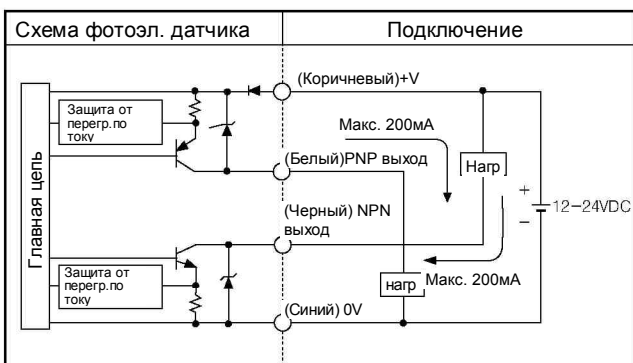 Схема фотоэл. датчика
Подключение
(Коричневый)+V
Защита от
перегр.по
току
Макс. 200мА
(Белый)PNP выход
Нагр
Главная цепь
+
12–24VDC
–
(Черный) NPN
выход
Защита от
перегр.по
току
нагр
Макс. 200мА
(Синий) 0V